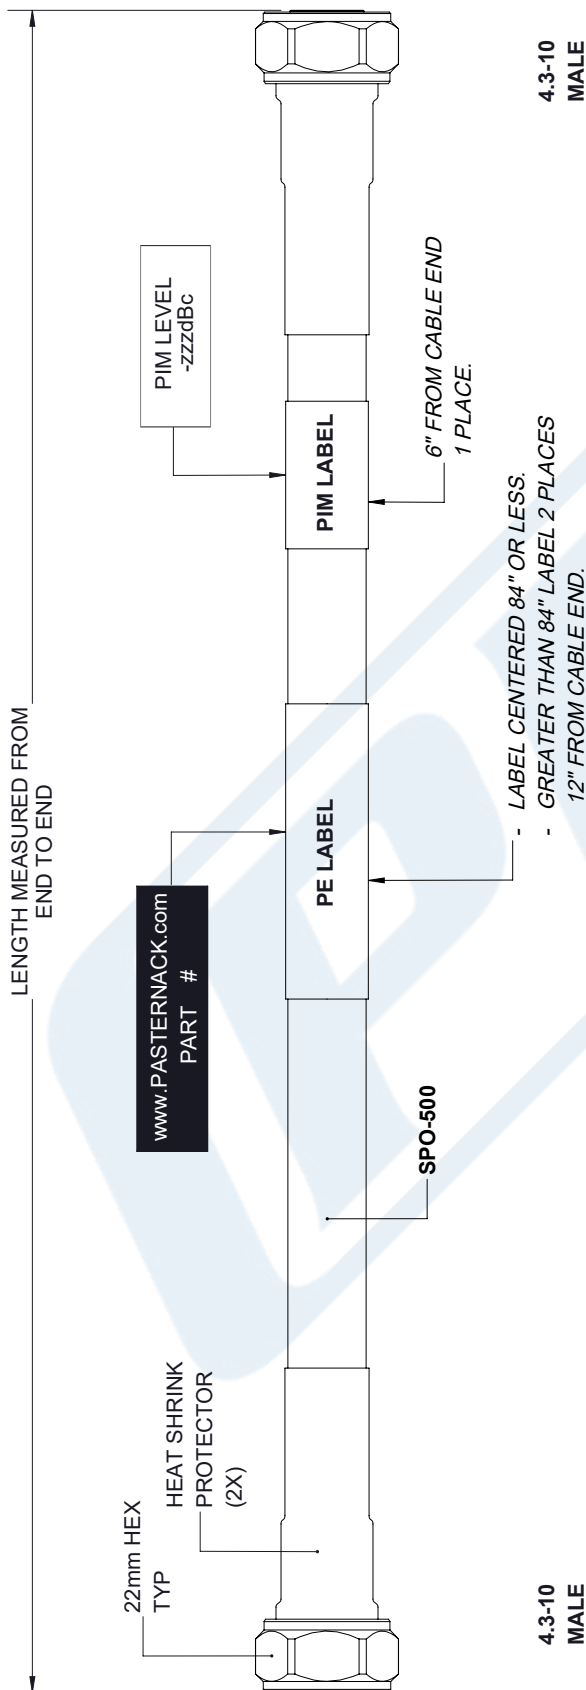 LENGTH MEASURED FROM
END TO END
www.PASTERNACK.com
PART #
PIM LEVEL
-zzzdBc
22mm HEX
TYP
HEAT SHRINK
PROTECTOR
(2X)
PE LABEL
PIM LABEL
SPO-500
6" FROM CABLE END
1 PLACE.
- LABEL CENTERED 84" OR LESS.
- GREATER THAN 84" LABEL 2 PLACES
12" FROM CABLE END.
4.3-10
MALE
4.3-10
MALE